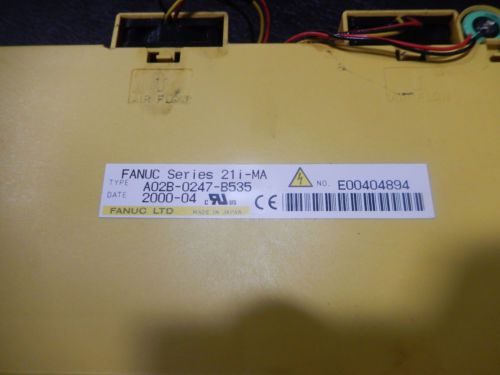 AIR FLOW
AIR FLOW
FANUC Series 21i-MA
TYPE A02B-0247-B535
DATE 2000-04
NO. E00404894
FANUC LTD MADE IN JAPAN